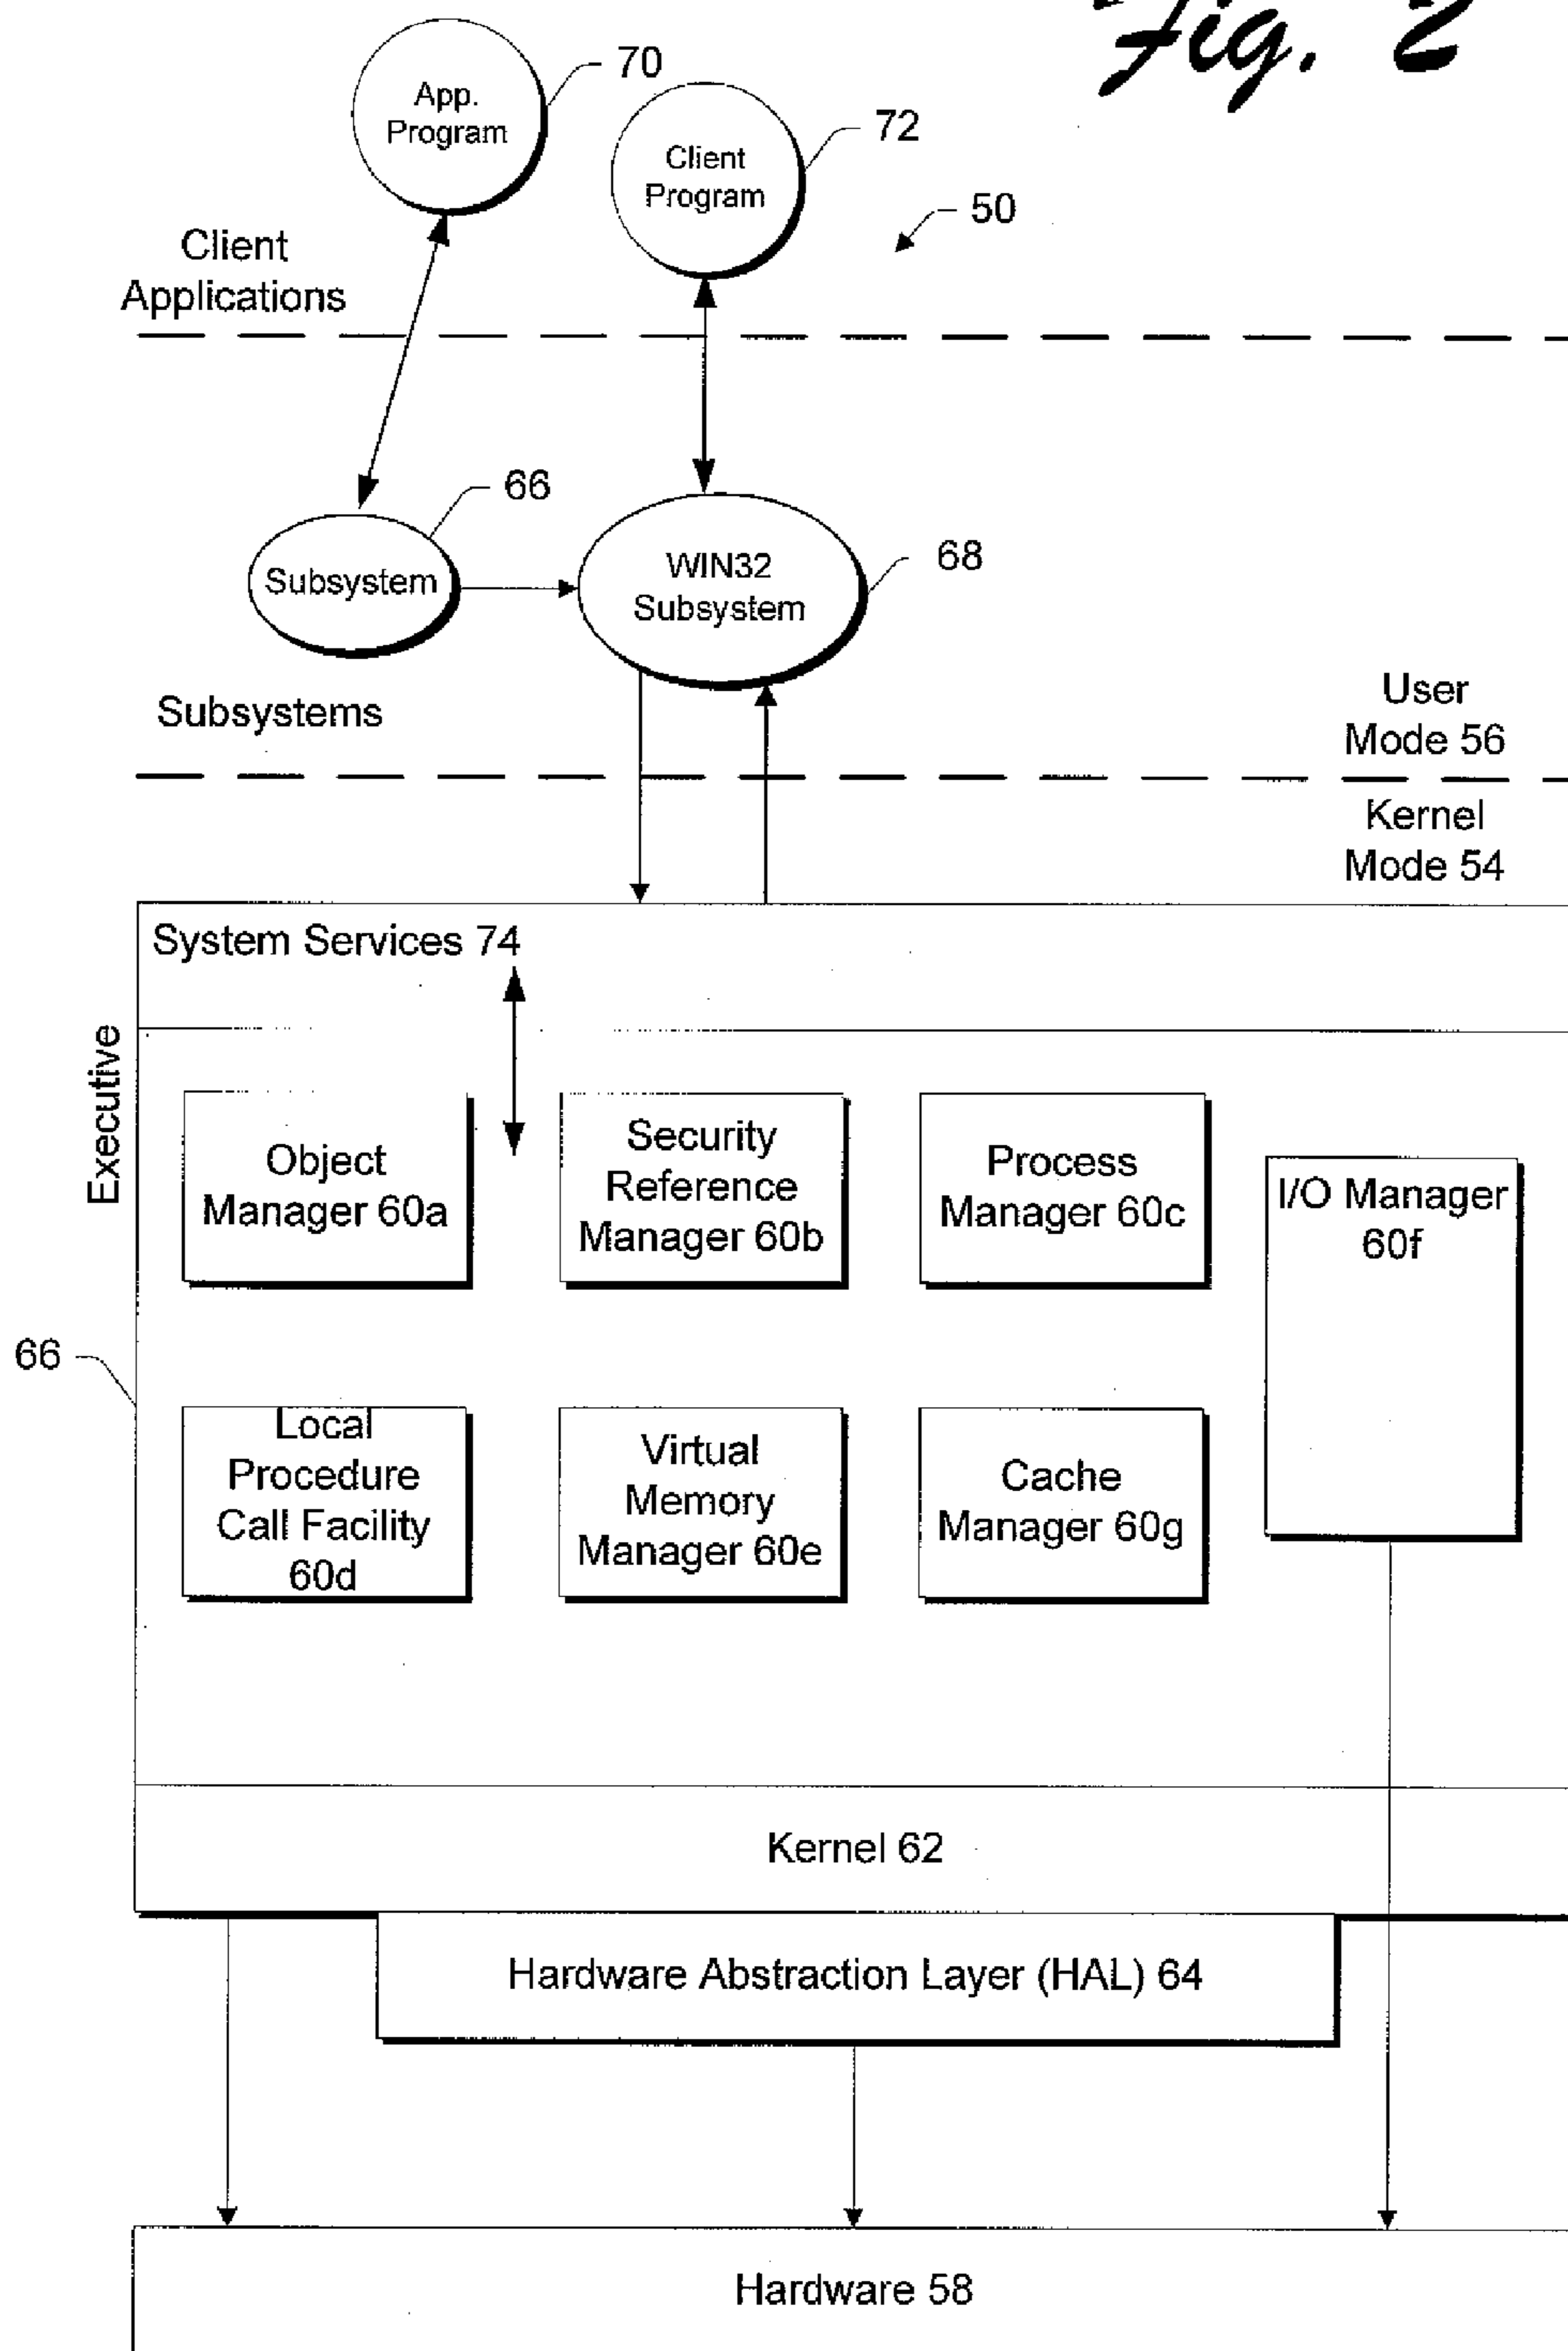 Fig. 2
70
App.
Program
72
Client
Program
50
Client
Applications
66
Subsystem
68
WIN32
Subsystem
Subsystems
User
Mode 56
Kernel
Mode 54
System Services 74
Executive
Object
Manager 60a
Security
Reference
Manager 60b
Process
Manager 60c
I/O Manager
60f
66
Local
Procedure
Call Facility
60d
Virtual
Memory
Manager 60e
Cache
Manager 60g
Kernel 62
Hardware Abstraction Layer (HAL) 64
Hardware 58